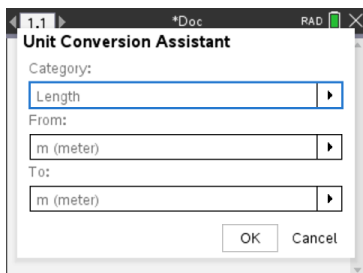 1.1 *Doc RAD
Unit Conversion Assistant
Category:
Length
From:
m (meter)
To:
m (meter)
OK Cancel